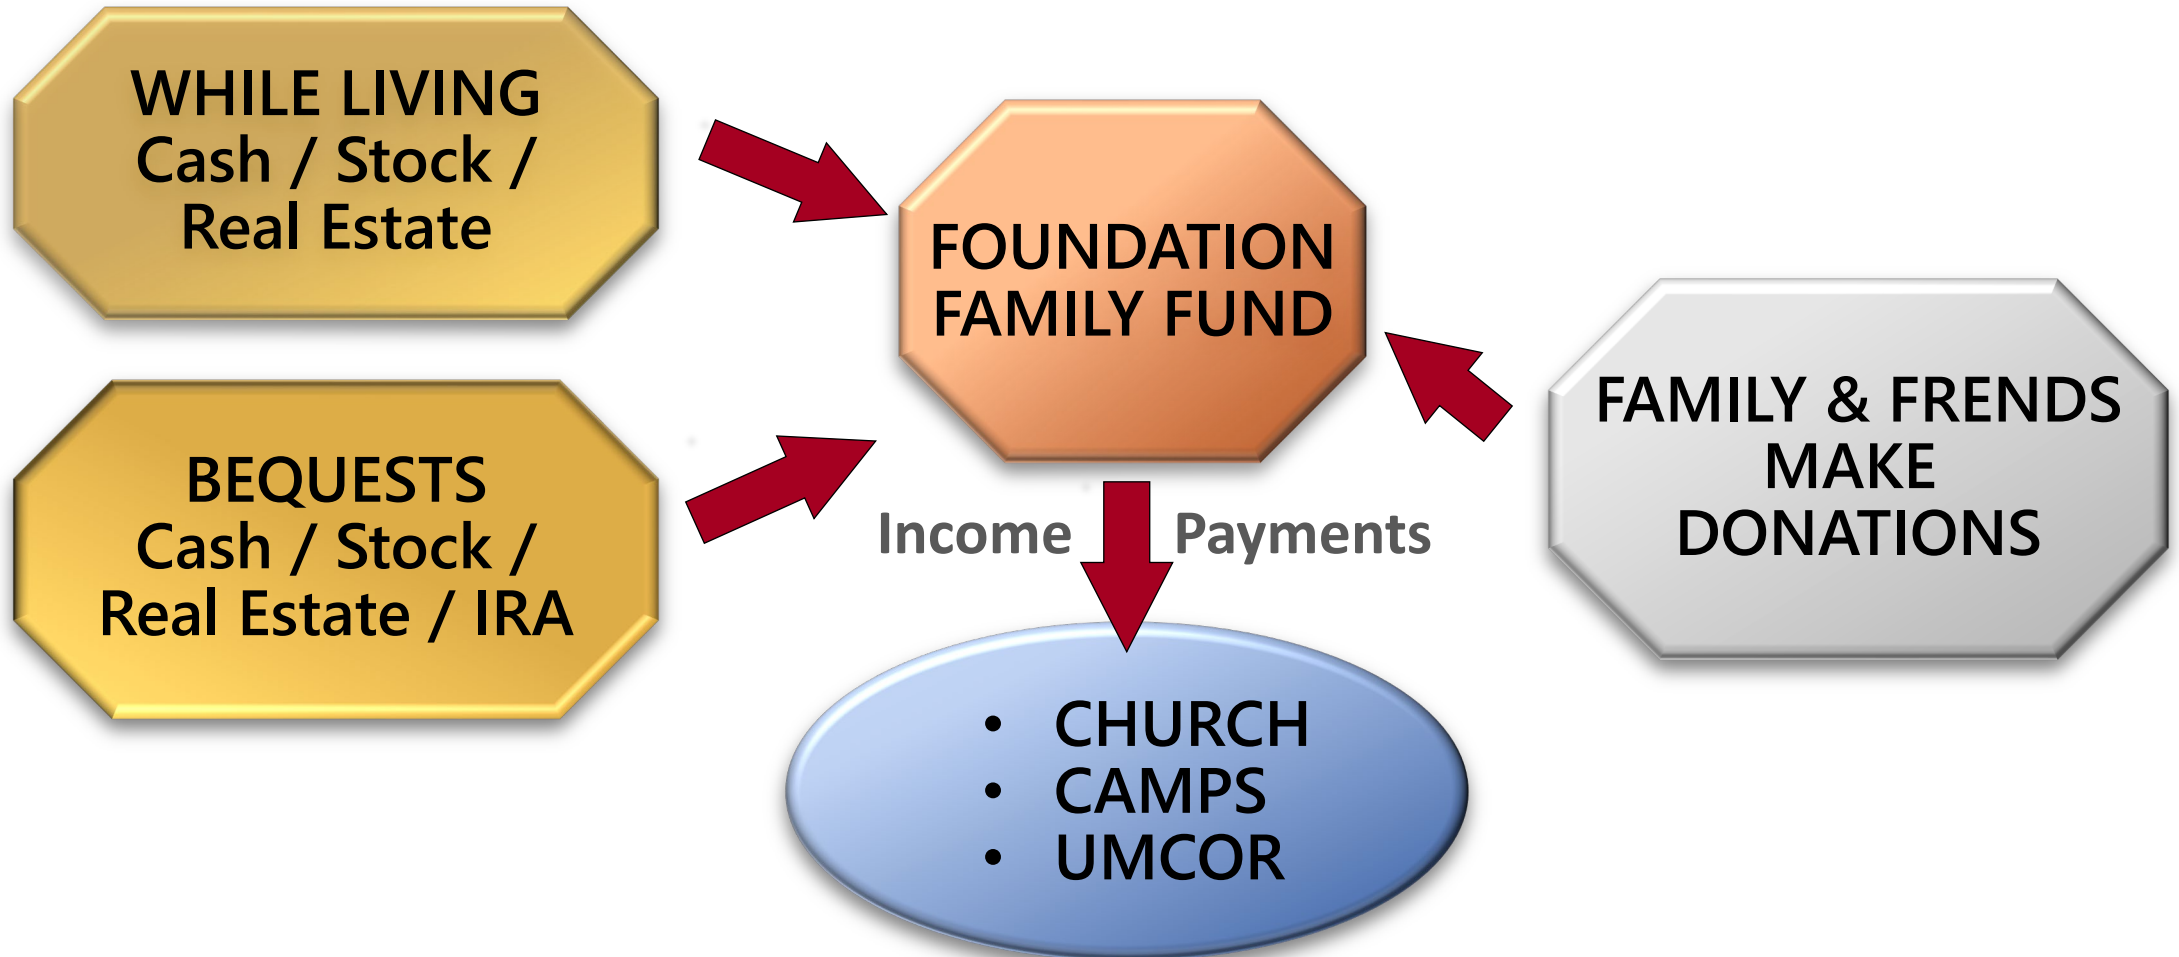 WHILE LIVING
Cash / Stock /
Real Estate
BEQUESTS
Cash / Stock /
Real Estate / IRA
FOUNDATION
FAMILY FUND
FAMILY & FRENDS
MAKE
DONATIONS
Income Payments
• CHURCH
• CAMPS
• UMCOR